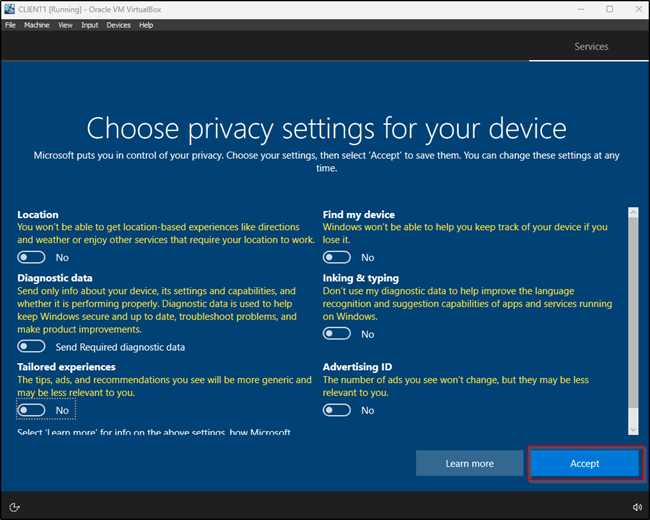 CLIENT1 [Running] - Oracle VM VirtualBox
File Machine View Input Devices Help
Services
Choose privacy settings for your device
Microsoft puts you in control of your privacy. Choose your settings, then select 'Accept' to save them. You can change these settings at any
time.
Location
You won't be able to get location-based experiences like directions
and weather or enjoy other services that require your location to work.
No
Diagnostic data
Send only info about your device, its settings and capabilities, and
whether it is performing properly. Diagnostic data is used to help
keep Windows secure and up to date, troubleshoot problems, and
make product improvements.
Send Required diagnostic data
Tailored experiences
The tips, ads, and recommendations you see will be more generic and
may be less relevant to you.
No
Select 'Learn more' for info on the above settings, how Microsoft
Find my device
Windows won't be able to help you keep track of your device if you
lose it.
No
Inking & typing
Don't use my diagnostic data to help improve the language
recognition and suggestion capabilities of apps and services running
on Windows.
No
Advertising ID
The number of ads you see won't change, but they may be less
relevant to you.
No
Learn more
Accept